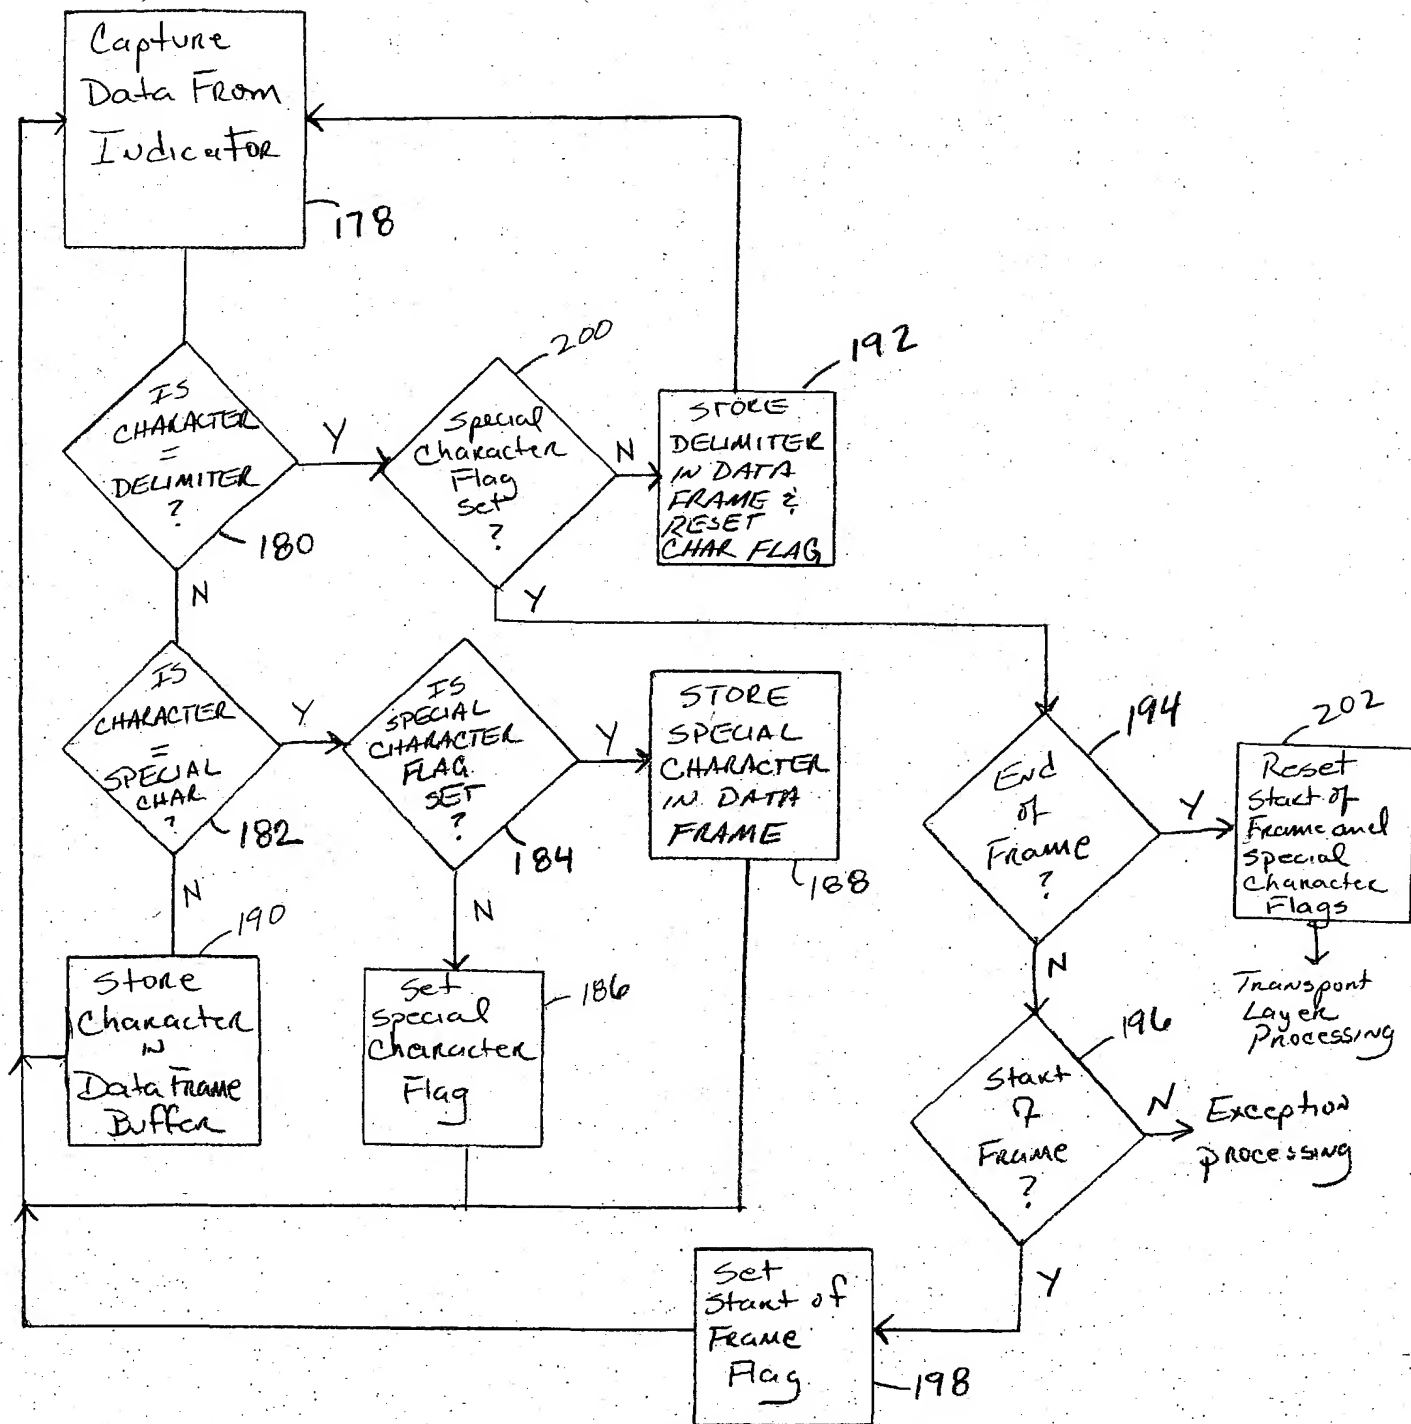 Capture
Data From
Indicator
178
IS
CHARACTER
=
DELIMITER
?
180
Y
N
200
Special
Character
Flag
Set
?
N
Y
192
STORE
DELIMITER
IN DATA
FRAME &
RESET
CHAR FLAG
IS
CHARACTER
=
SPECIAL
CHAR
?
182
Y
N
IS
SPECIAL
CHARACTER
FLAG
SET
?
184
Y
N
STORE
SPECIAL
CHARACTER
IN DATA
FRAME
188
194
End
of
Frame
?
Y
N
202
Reset
Start of
Frame and
Special
Character
Flags
Transport
Layer
Processing
190
Store
Character
IN
Data Frame
Buffer
Set
Special
Character
Flag
186
196
Start
of
Frame
?
N
Exception
processing
Y
Set
Start of
Frame
Flag
198